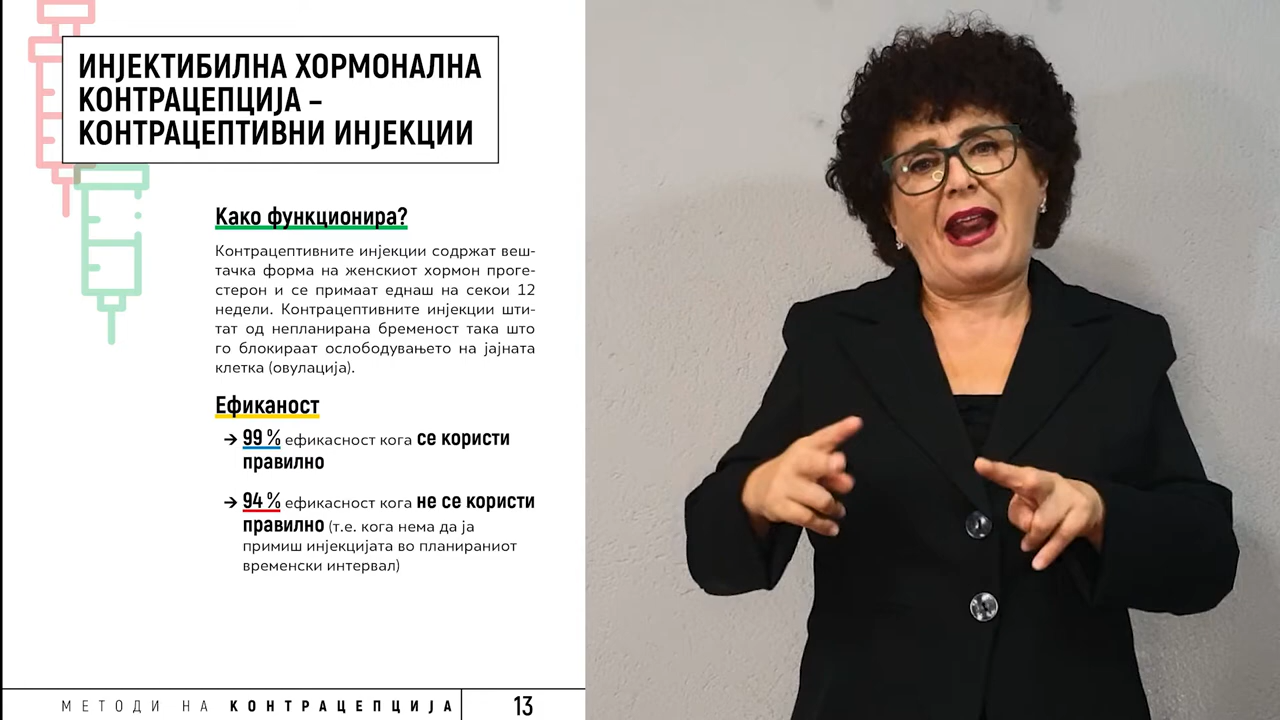 ИНЈЕКТИБИЛНА ХОРМОНАЛНА
КОНТРАЦЕПЦИЈА –
КОНТРАЦЕПТИВНИ ИНЈЕКЦИИ
Како функционира?
Контрацептивните инјекции содржат веш-
тачка форма на женскиот хормон проге-
стерон и се примаат еднаш на секои 12
недели. Контрацептивните инјекции шти-
тат од непланирана бременост така што
го блокираат ослободувањето на јајната
клетка (овулација).
Ефиканост
→ 99 % ефикасност кога се користи
правилно
→ 94 % ефикасност кога не се користи
правилно (т.е. кога нема да ја
примиш инјекцијата во планираниот
временски интервал)
МЕТОДИ НА КОНТРАЦЕПЦИЈА 13